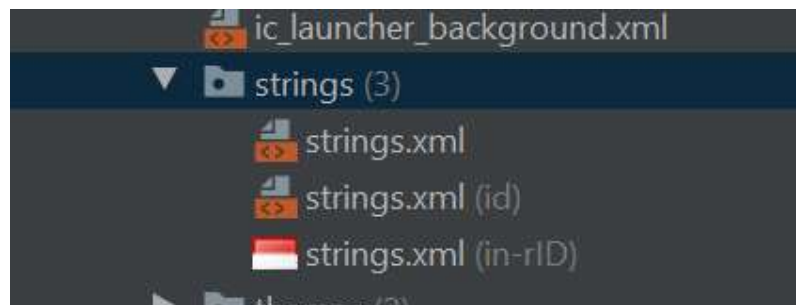 ic_launcher_background.xml
strings (3)
strings.xml
strings.xml (id)
strings.xml (in-rID)